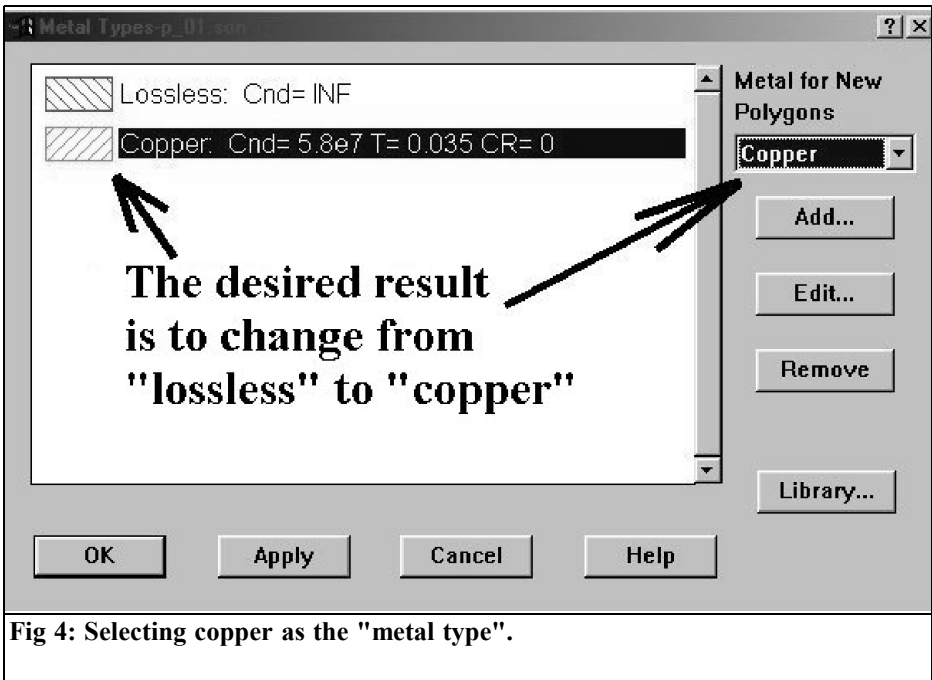 Metal Types-p_01.son
Lossless: Cnd= INF
Copper: Cnd= 5.8e7 T= 0.035 CR= 0
The desired result
is to change from
"lossless" to "copper"
Metal for New
Polygons
Copper
Add...
Edit...
Remove
Library...
OK
Apply
Cancel
Help
Fig 4: Selecting copper as the "metal type".